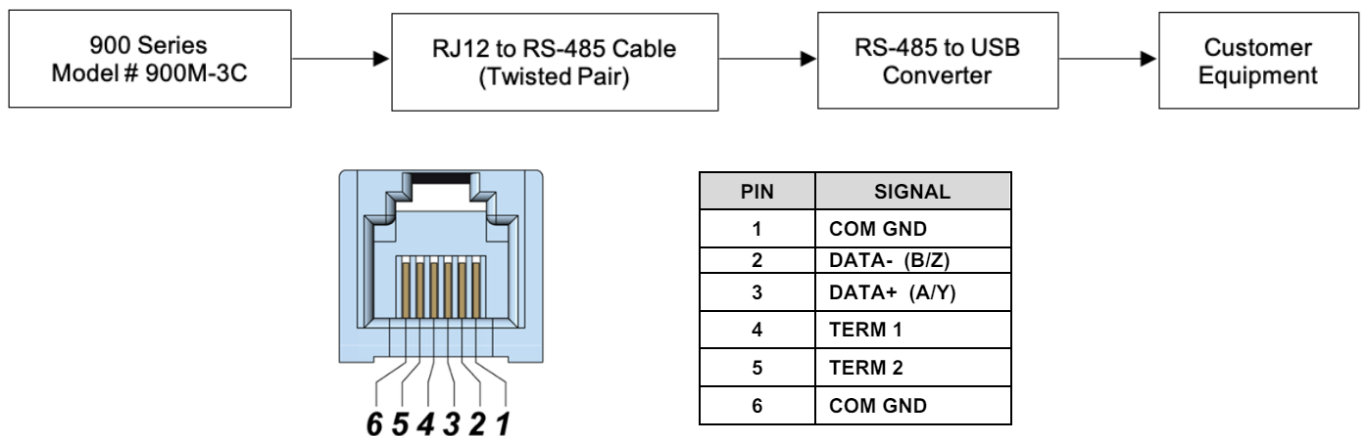 900 Series
Model # 900M-3C
RJ12 to RS-485 Cable
(Twisted Pair)
RS-485 to USB
Converter
Customer
Equipment
6 5 4 3 2 1
PIN SIGNAL
1 COM GND
2 DATA- (B/Z)
3 DATA+ (A/Y)
4 TERM 1
5 TERM 2
6 COM GND